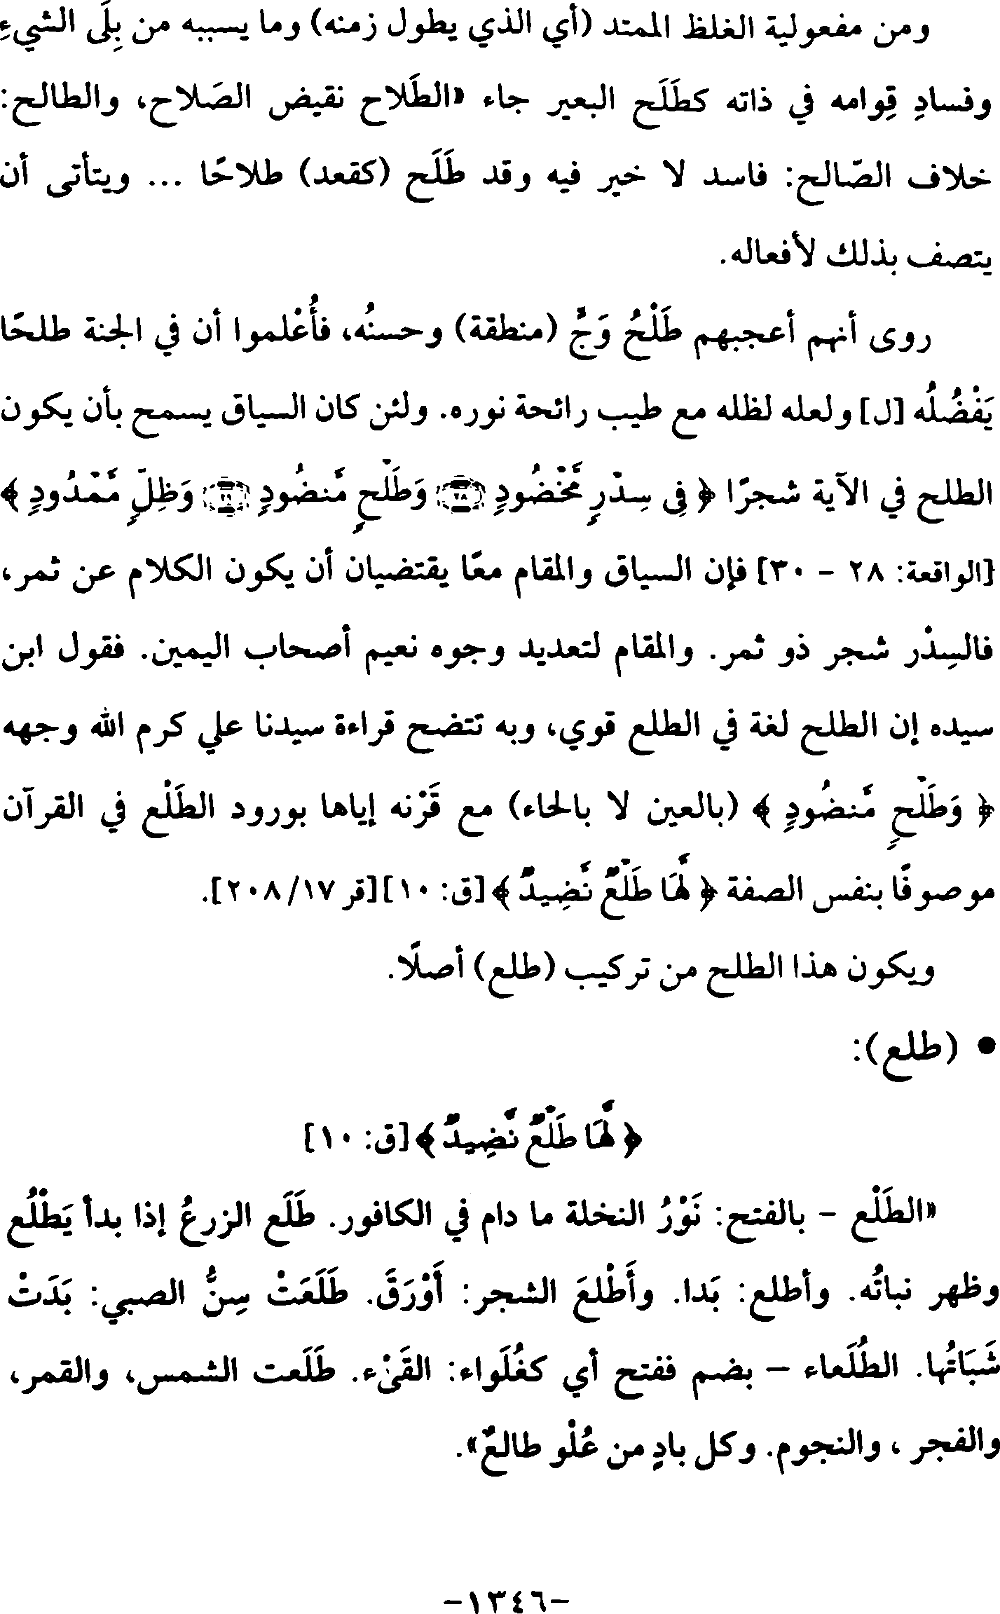 ومن مفعولية الغلظ الممتد (أي الذي يطول زمنه) وما يسببه من بِلَى الشيءِ
وفسادِ قِوامه في ذاته كطَلَح البعير جاء «الطَلاح نقيض الصَلاح، والطالح:
خلاف الصّالح: فاسد لا خير فيه وقد طَلَح (كقعد) طلاحًا ... ويتأتى أن
يتصف بذلك لأفعاله.
روى أنهم أعجبهم طَلْحُ وَجٍّ (منطقة) وحسنُه، فأُعْلموا أن في الجنة طلحًا
يَفْضُلُه [ل] ولعله لظله مع طيب رائحة نوره. ولئن كان السياق يسمح بأن يكون
الطلح في الآية شجرًا ﴿ فِي سِدْرٍ مَّخْضُودٍ ۝٢٨ وَطَلْحٍ مَّنضُودٍ ۝٢٩ وَظِلٍّ مَّمْدُودٍ ﴾
[الواقعة: ٢٨ – ٣٠] فإن السياق والمقام معًا يقتضيان أن يكون الكلام عن ثمر،
فالسِدْر شجر ذو ثمر. والمقام لتعديد وجوه نعيم أصحاب اليمين. فقول ابن
سيده إن الطلح لغة في الطلع قوي، وبه تتضح قراءة سيدنا علي كرم الله وجهه
﴿ وَطَلْحٍ مَّنضُودٍ ﴾ (بالعين لا بالحاء) مع قَرْنه إياها بورود الطَلْع في القرآن
موصوفًا بنفس الصفة ﴿ لَّهَا طَلْعٌ نَّضِيدٌ ﴾ [ق: ١٠] [قر ١٧/ ٢٠٨].
ويكون هذا الطلح من تركيب (طلع) أصلًا.
• (طلع):
﴿ لَّهَا طَلْعٌ نَّضِيدٌ ﴾ [ق: ١٠]
«الطَلْع – بالفتح: نَوْرُ النخلة ما دام في الكافور. طَلَع الزرعُ إذا بدأ يَطْلُع
وظهر نباتُه. وأطلع: بَدا. وأَطْلعَ الشجر: أَوْرَقَ. طَلَعَتْ سِنُّ الصبي: بَدَتْ
شَبَاتُها. الطُلَعاء – بضم ففتح أي كغُلَواء: القَيْء. طَلَعت الشمس، والقمر،
والفجر ، والنجوم. وكل بادٍ من عُلْو طالعٌ».
-١٣٤٦-